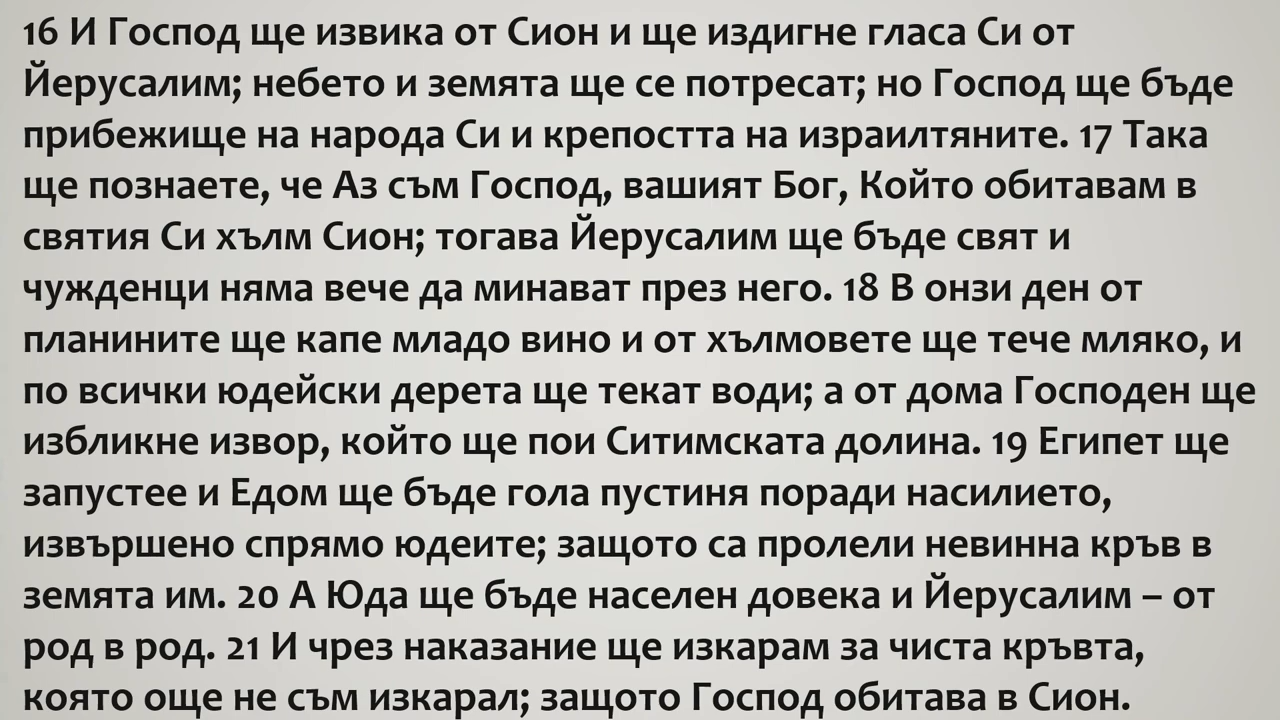 16 И Господ ще извика от Сион и ще издигне гласа Си от
Йерусалим; небето и земята ще се потресат; но Господ ще бъде
прибежище на народа Си и крепостта на израилтяните. 17 Така
ще познаете, че Аз съм Господ, вашият Бог, Който обитавам в
святия Си хълм Сион; тогава Йерусалим ще бъде свят и
чужденци няма вече да минават през него. 18 В онзи ден от
планините ще капе младо вино и от хълмовете ще тече мляко, и
по всички юдейски дерета ще текат води; а от дома Господен ще
избликне извор, който ще пои Ситимската долина. 19 Египет ще
запустее и Едом ще бъде гола пустиня поради насилието,
извършено спрямо юдеите; защото са пролели невинна кръв в
земята им. 20 А Юда ще бъде населен довека и Йерусалим – от
род в род. 21 И чрез наказание ще изкарам за чиста кръвта,
която още не съм изкарал; защото Господ обитава в Сион.